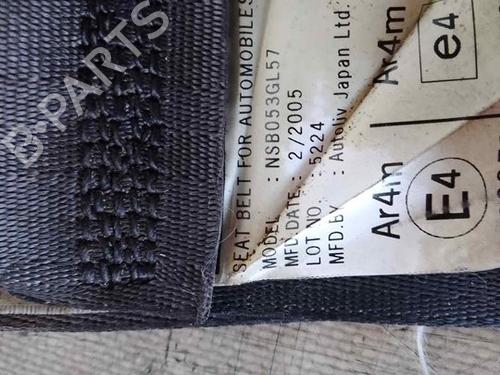 SEAT BELT FOR AUTOMOBILES
MODEL : NSB053GL57
MFD.DATE : 2/2005
LOT NO. : 5224
MFD.by : Autoliv Japan Ltd.
Ar4m Ar4m
E4 e4
B-PARTS